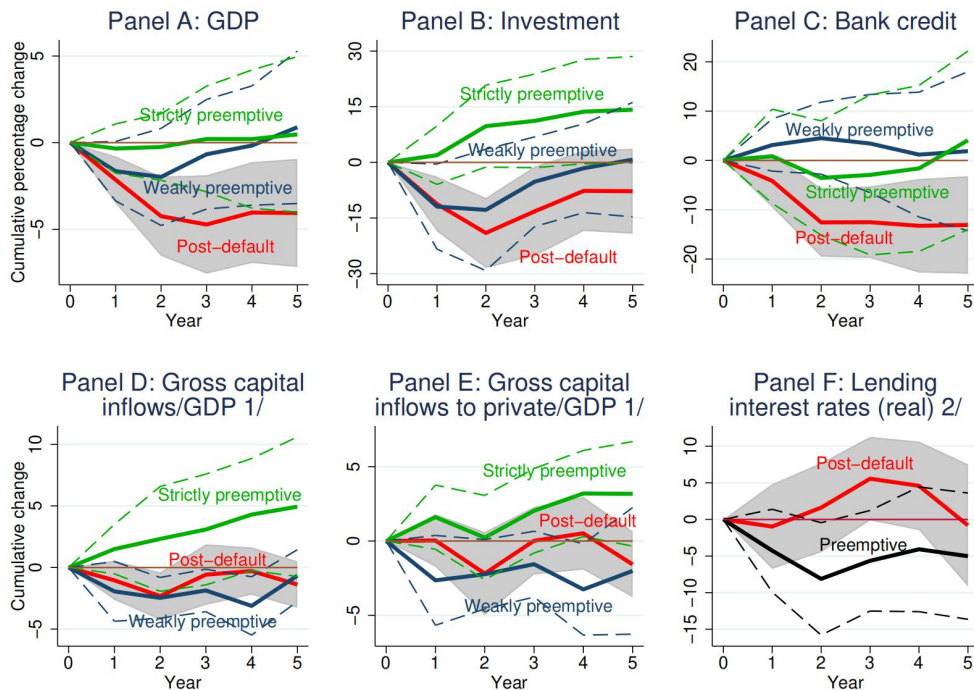 Panel A: GDP
Cumulative percentage change
5
0
−5
Strictly preemptive
Weakly preemptive
Post−default
0 1 2 3 4 5
Year
Panel B: Investment
30
15
0
−15
−30
Strictly preemptive
Weakly preemptive
Post−default
0 1 2 3 4 5
Year
Panel C: Bank credit
20
10
0
−10
−20
Weakly preemptive
Strictly preemptive
Post−default
0 1 2 3 4 5
Year
Panel D: Gross capital
inflows/GDP 1/
Cumulative change
10
5
0
−5
Strictly preemptive
Post−default
Weakly preemptive
0 1 2 3 4 5
Year
Panel E: Gross capital
inflows to private/GDP 1/
5
0
−5
Strictly preemptive
Post−default
Weakly preemptive
0 1 2 3 4 5
Year
Panel F: Lending
interest rates (real) 2/
10
5
0
−5
−10
−15
Post−default
Preemptive
0 1 2 3 4 5
Year